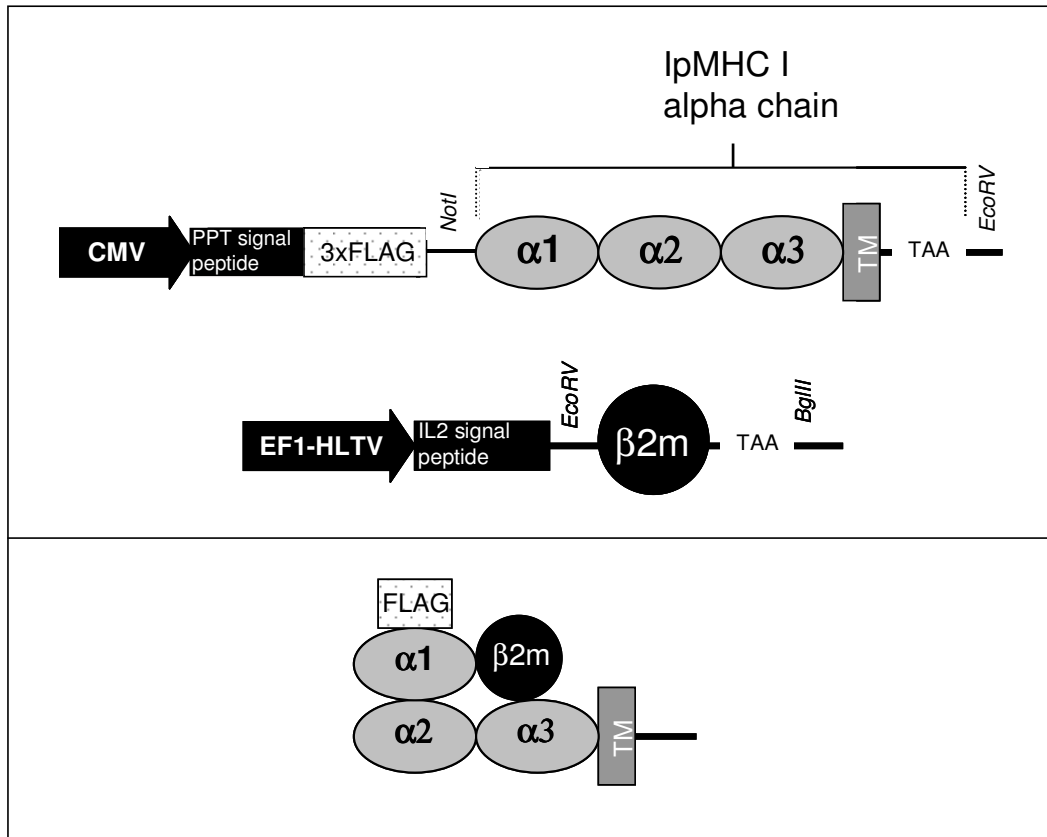 IpMHC I
alpha chain
NotI
EcoRV
CMV
PPT signal
peptide
3xFLAG
α1
α2
α3
TM
TAA
EcoRV
BglII
EF1-HLTV
IL2 signal
peptide
β2m
TAA
FLAG
α1
β2m
α2
α3
TM